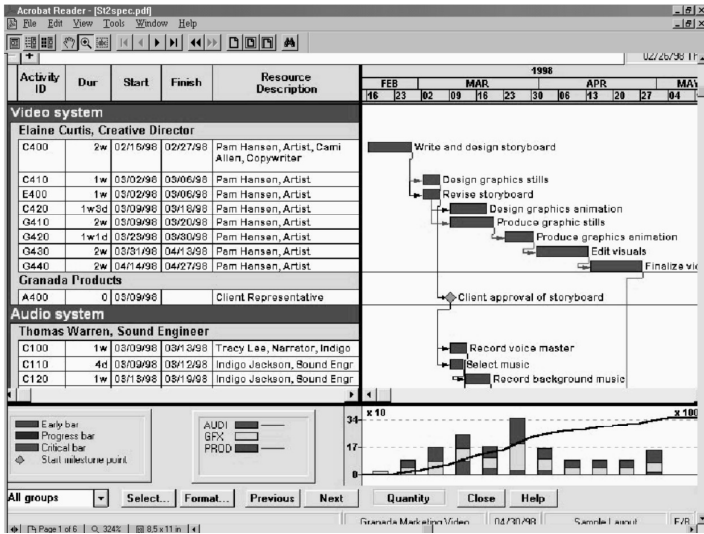 Acrobat Reader - [St2spec.pdf]
File Edit View Tools Window Help
02/26/98
Activity ID Dur Start Finish Resource Description
1998
FEB MAR APR MAY
16 23 02 09 16 23 30 06 13 20 27 04
Video system
Elaine Curtis, Creative Director
C400 2w 02/16/98 02/27/98 Pam Hansen, Artist, Cami Allen, Copywriter Write and design storyboard
C410 1w 03/02/98 03/06/98 Pam Hansen, Artist Design graphics stills
E400 1w 03/02/98 03/06/98 Pam Hansen, Artist Revise storyboard
C420 1w3d 03/09/98 03/18/98 Pam Hansen, Artist Design graphics animation
G410 2w 03/09/98 03/20/98 Pam Hansen, Artist Produce graphic stills
G420 1w1d 03/23/98 03/30/98 Pam Hansen, Artist Produce graphics animation
G430 2w 03/31/98 04/13/98 Pam Hansen, Artist Edit visuals
G440 2w 04/14/98 04/27/98 Pam Hansen, Artist Finalize vid
Granada Products
A400 0 03/09/98 Client Representative Client approval of storyboard
Audio system
Thomas Warren, Sound Engineer
C100 1w 03/09/98 03/13/98 Tracy Lee, Narrator, Indigo Record voice master
C110 4d 03/09/98 03/12/98 Indigo Jackson, Sound Engr Select music
C120 1w 03/13/98 03/19/98 Indigo Jackson, Sound Engr Record background music
Early bar
Progress bar
Critical bar
Start milestone point
AUDI
GFX
PROD
x 10 x 100
34
17
0
All groups Select... Format... Previous Next Quantity Close Help
Granada Marketing Video 04/30/98 Sample Layout F/R
Page 1 of 6 324% 8,5 x 11 in